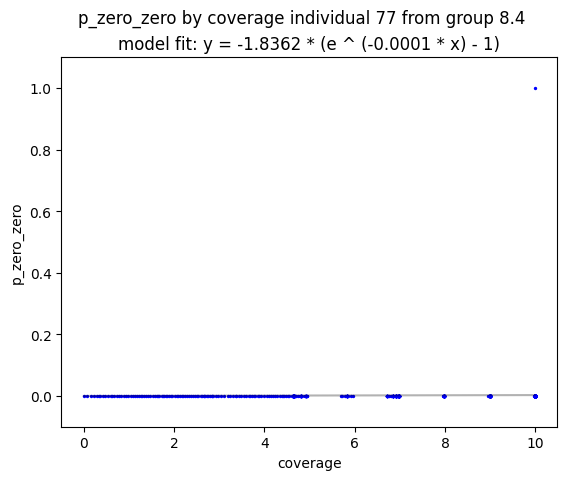 p_zero_zero by coverage individual 77 from group 8.4
model fit: y = -1.8362 * (e ^ (-0.0001 * x) - 1)
1.0
0.8
0.6
0.4
0.2
0.0
p_zero_zero
0 2 4 6 8 10
coverage